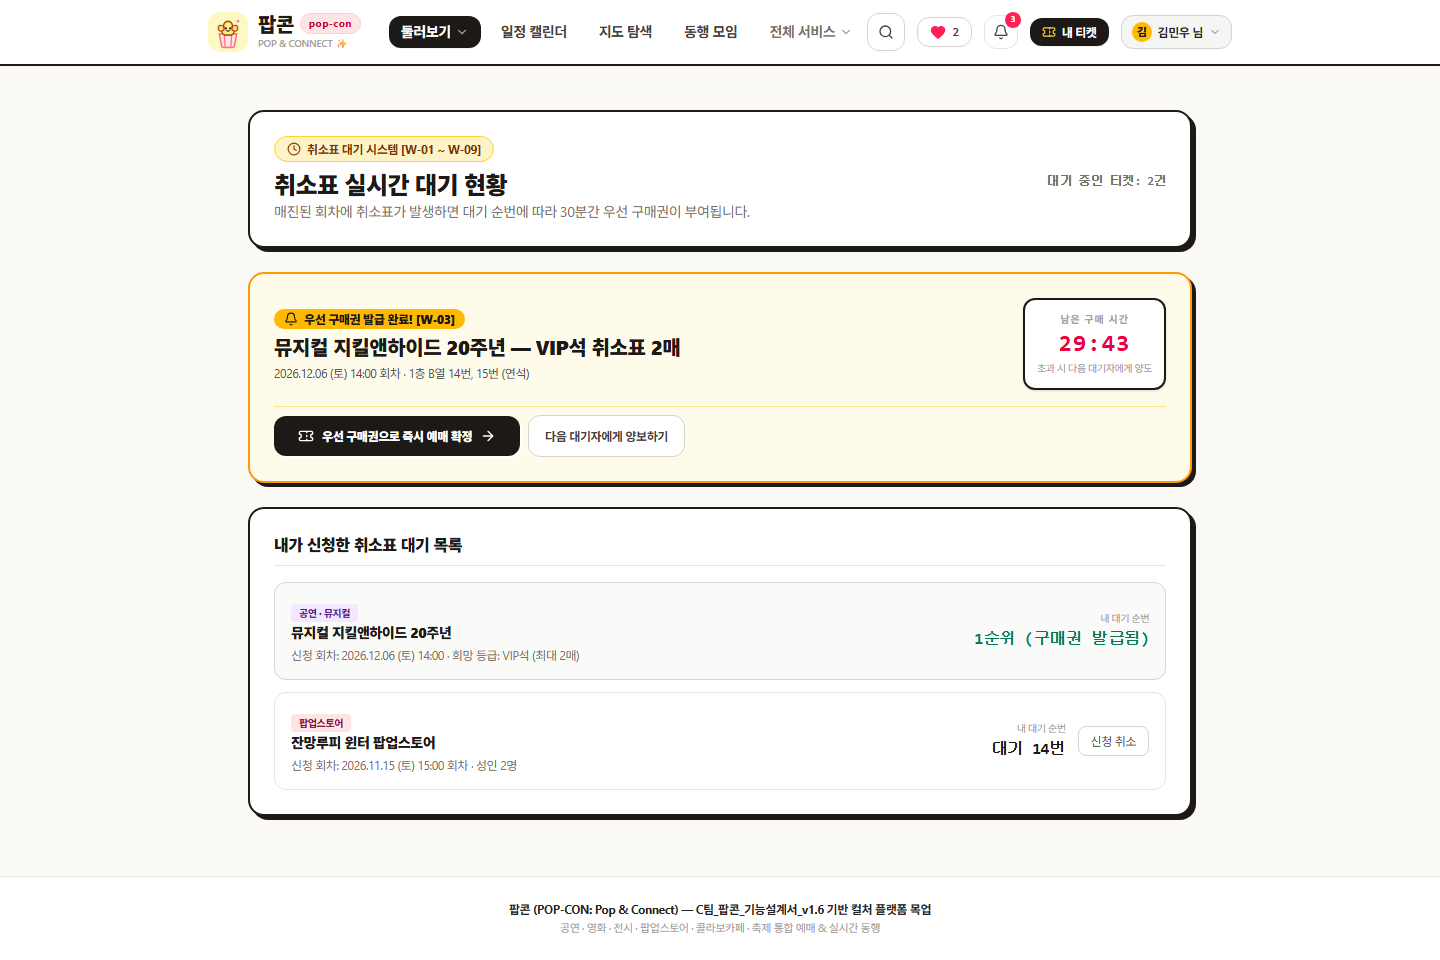 팝콘 pop-con
POP & CONNECT ✨
둘러보기
일정 캘린더
지도 탐색
동행 모임
전체 서비스
2
3
내 티켓
김 김민우 님
취소표 대기 시스템 [W-01 ~ W-09]
취소표 실시간 대기 현황
매진된 회차에 취소표가 발생하면 대기 순번에 따라 30분간 우선 구매권이 부여됩니다.
대기 중인 티켓: 2건
우선 구매권 발급 완료! [W-03]
뮤지컬 지킬앤하이드 20주년 — VIP석 취소표 2매
2026.12.06 (토) 14:00 회차 · 1층 B열 14번, 15번 (연석)
남은 구매 시간
29:43
초과 시 다음 대기자에게 양도
우선 구매권으로 즉시 예매 확정 →
다음 대기자에게 양보하기
내가 신청한 취소표 대기 목록
공연 · 뮤지컬
뮤지컬 지킬앤하이드 20주년
신청 회차: 2026.12.06 (토) 14:00 · 희망 등급: VIP석 (최대 2매)
내 대기 순번
1순위 (구매권 발급됨)
팝업스토어
잔망루피 윈터 팝업스토어
신청 회차: 2026.11.15 (토) 15:00 회차 · 성인 2명
내 대기 순번
대기 14번
신청 취소
팝콘 (POP-CON: Pop & Connect) — C팀_팝콘_기능설계서_v1.6 기반 컬처 플랫폼 목업
공연 · 영화 · 전시 · 팝업스토어 · 콜라보카페 · 축제 통합 예매 & 실시간 동행